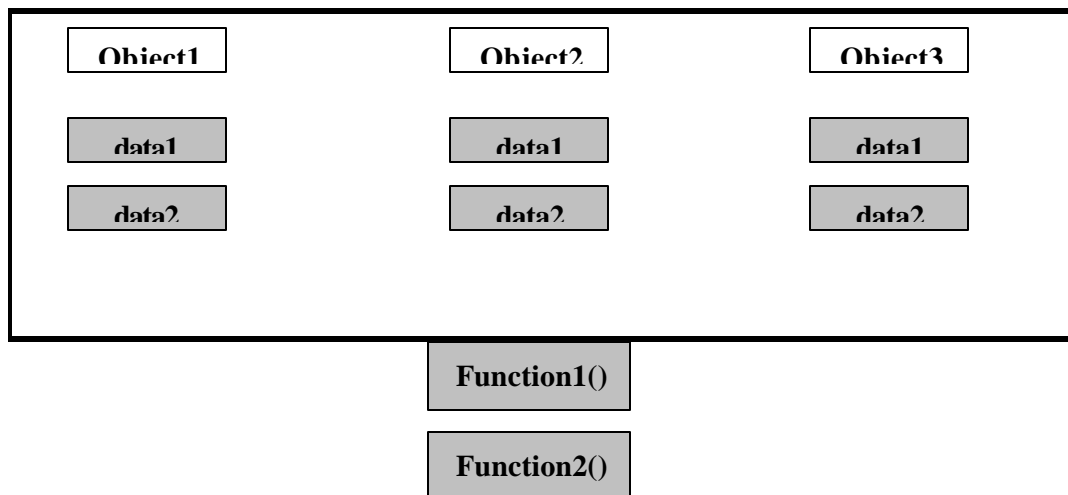 Object1 Object2 Object3
data1 data1 data1
data2 data2 data2
Function1()
Function2()